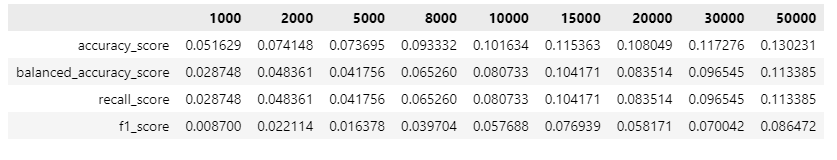 1000 2000 5000 8000 10000 15000 20000 30000 50000
accuracy_score 0.051629 0.074148 0.073695 0.093332 0.101634 0.115363 0.108049 0.117276 0.130231
balanced_accuracy_score 0.028748 0.048361 0.041756 0.065260 0.080733 0.104171 0.083514 0.096545 0.113385
recall_score 0.028748 0.048361 0.041756 0.065260 0.080733 0.104171 0.083514 0.096545 0.113385
f1_score 0.008700 0.022114 0.016378 0.039704 0.057688 0.076939 0.058171 0.070042 0.086472